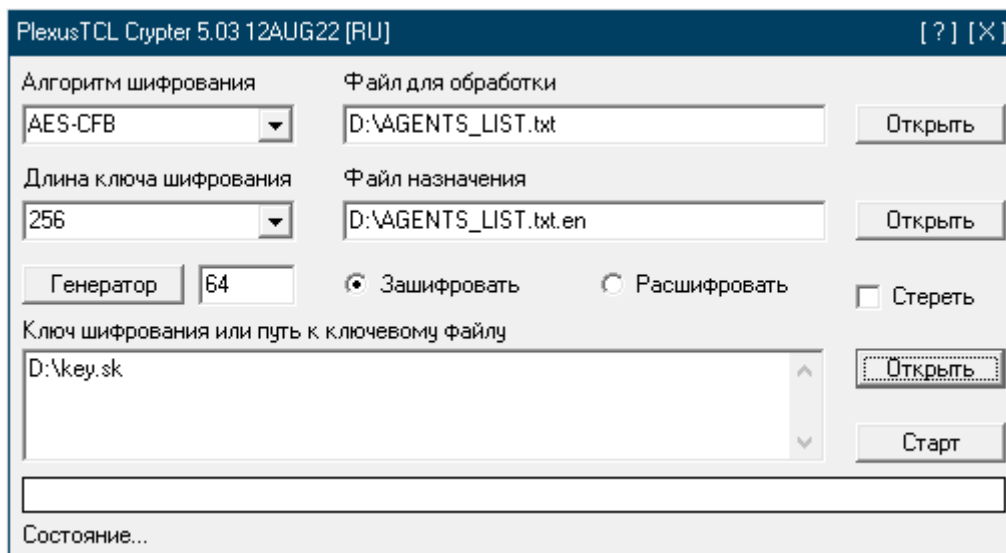 PlexusTCL Crypter 5.03 12AUG22 [RU] [ ? ] [X]
Алгоритм шифрования Файл для обработки
AES-CFB D:\AGENTS_LIST.txt Открыть
Длина ключа шифрования Файл назначения
256 D:\AGENTS_LIST.txt.en Открыть
Генератор 64 Зашифровать Расшифровать Стереть
Ключ шифрования или путь к ключевому файлу
D:\key.sk Открыть
Старт
Состояние...